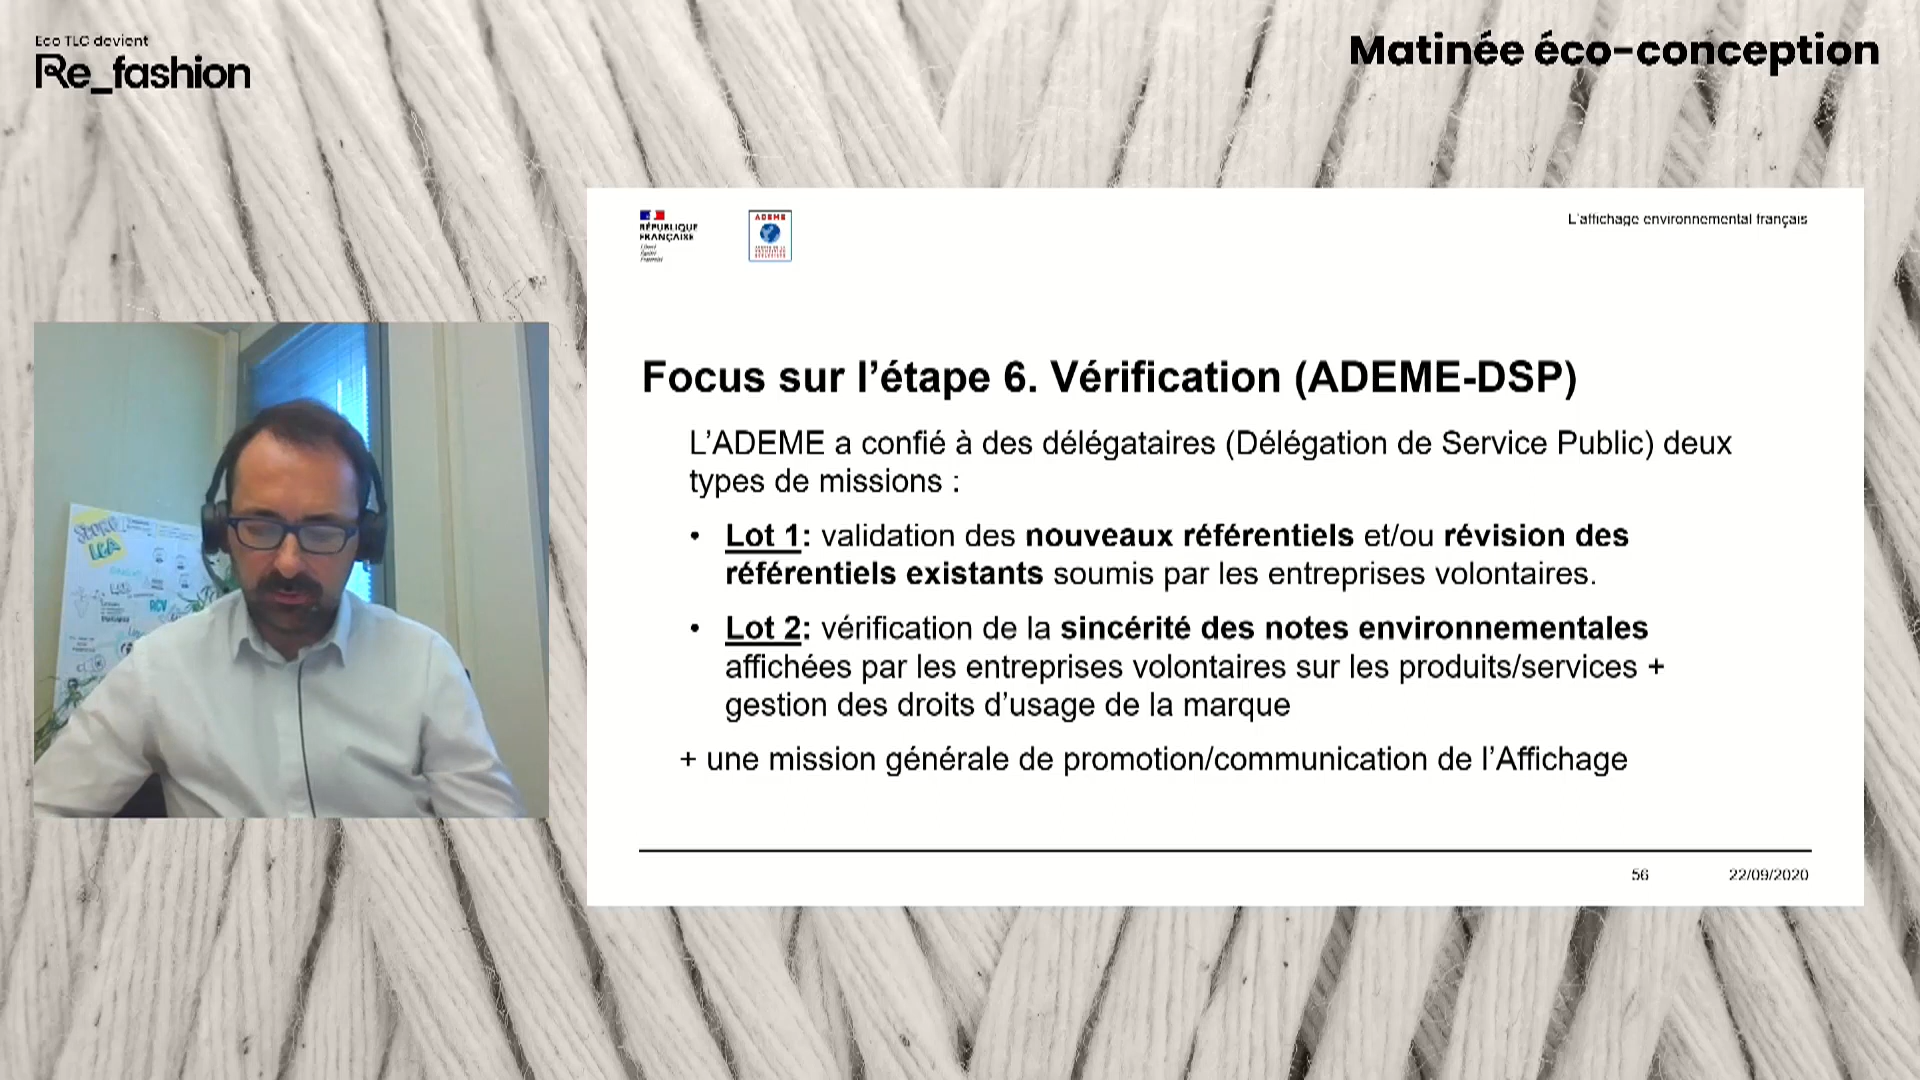 Eco TLC devient
Re_fashion
Matinée éco-conception
RÉPUBLIQUE
FRANÇAISE
Liberté
Égalité
Fraternité
ADEME
L'affichage environnemental français
Focus sur l'étape 6. Vérification (ADEME-DSP)
L'ADEME a confié à des délégataires (Délégation de Service Public) deux
types de missions :
• Lot 1: validation des nouveaux référentiels et/ou révision des
référentiels existants soumis par les entreprises volontaires.
• Lot 2: vérification de la sincérité des notes environnementales
affichées par les entreprises volontaires sur les produits/services +
gestion des droits d'usage de la marque
+ une mission générale de promotion/communication de l'Affichage
56
22/09/2020
LCA